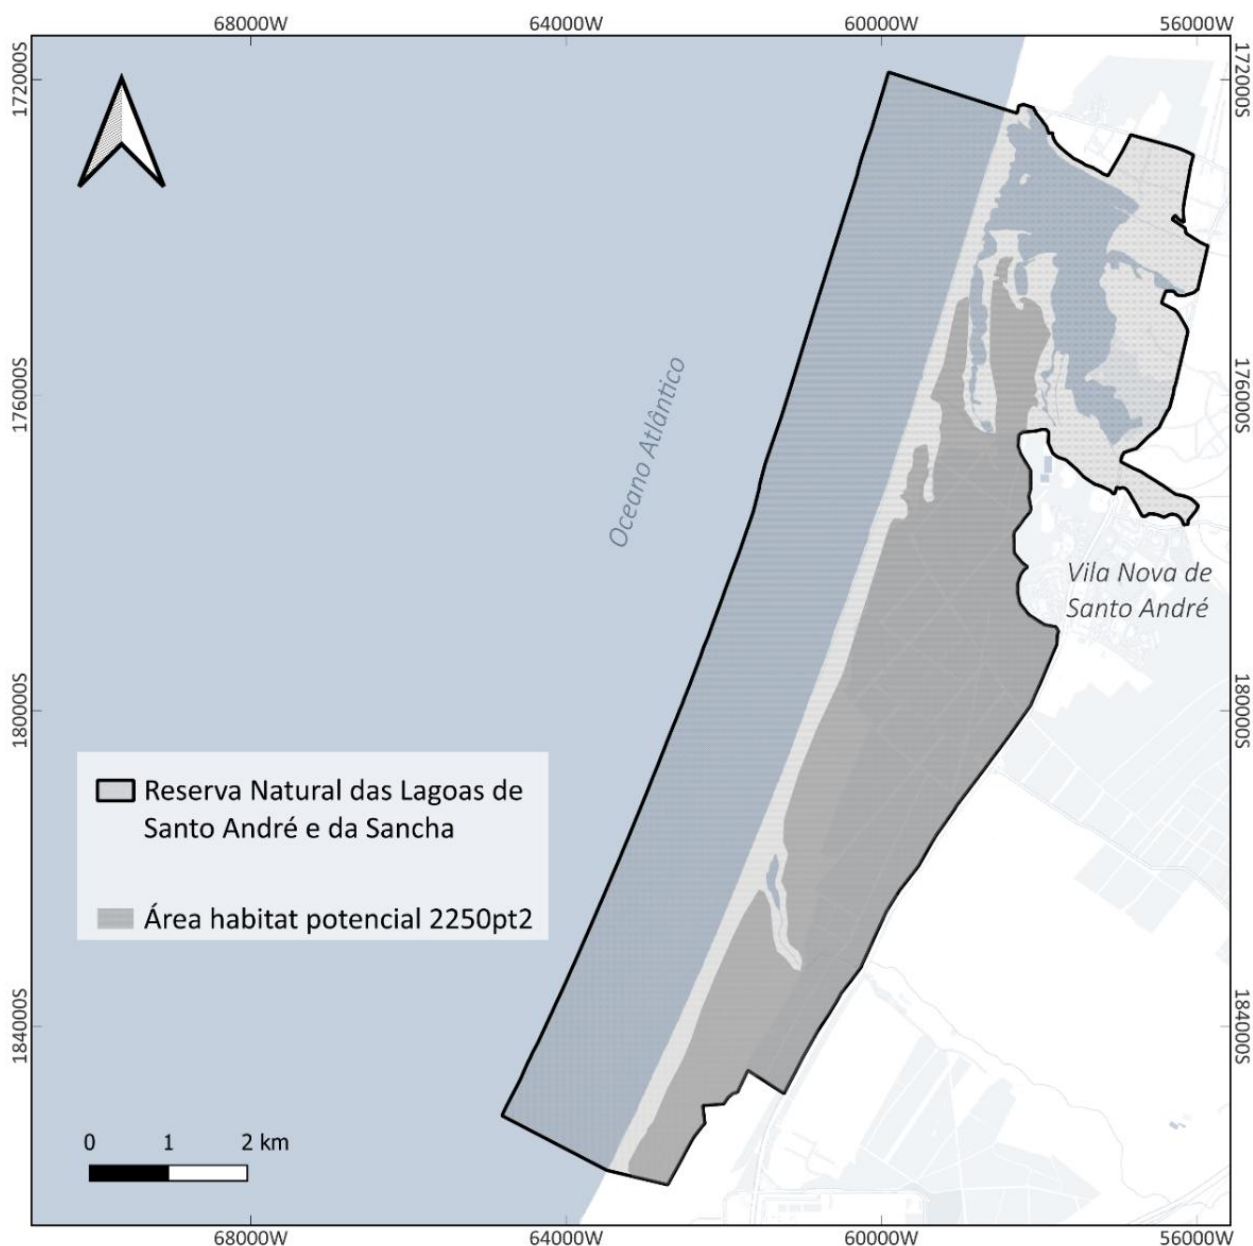 68000W 64000W 60000W 56000W
172000S 172000S
176000S 176000S
Oceano Atlântico
Vila Nova de
Santo André
180000S 180000S
Reserva Natural das Lagoas de
Santo André e da Sancha
Área habitat potencial 2250pt2
184000S 184000S
0 1 2 km
68000W 64000W 60000W 56000W